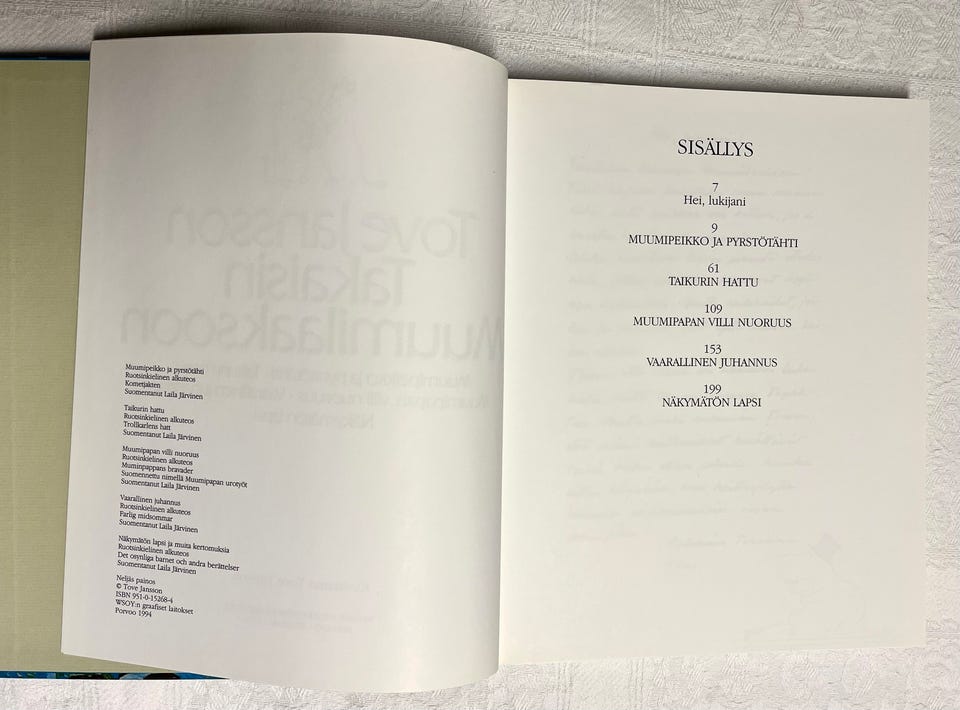 Muumipeikko ja pyrstötähti
Ruotsinkielinen alkuteos
Kometjakten
Suomentanut Laila Järvinen
Taikurin hattu
Ruotsinkielinen alkuteos
Trollkarlens hatt
Suomentanut Laila Järvinen
Muumipapan villi nuoruus
Ruotsinkielinen alkuteos
Muminpappans bravader
Suomennettu nimellä Muumipapan urotyöt
Suomentanut Laila Järvinen
Vaarallinen juhannus
Ruotsinkielinen alkuteos
Farlig midsommar
Suomentanut Laila Järvinen
Näkymätön lapsi ja muita kertomuksia
Ruotsinkielinen alkuteos
Det osynliga barnet och andra berättelser
Suomentanut Laila Järvinen
Neljäs painos
© Tove Jansson
ISBN 951-0-15268-4
WSOY:n graafiset laitokset
Porvoo 1994
Tove Jansson
Takaisin
Muumilaaksoon
SISÄLLYS
7
Hei, lukijani
9
MUUMIPEIKKO JA PYRSTÖTÄHTI
61
TAIKURIN HATTU
109
MUUMIPAPAN VILLI NUORUUS
153
VAARALLINEN JUHANNUS
199
NÄKYMÄTÖN LAPSI